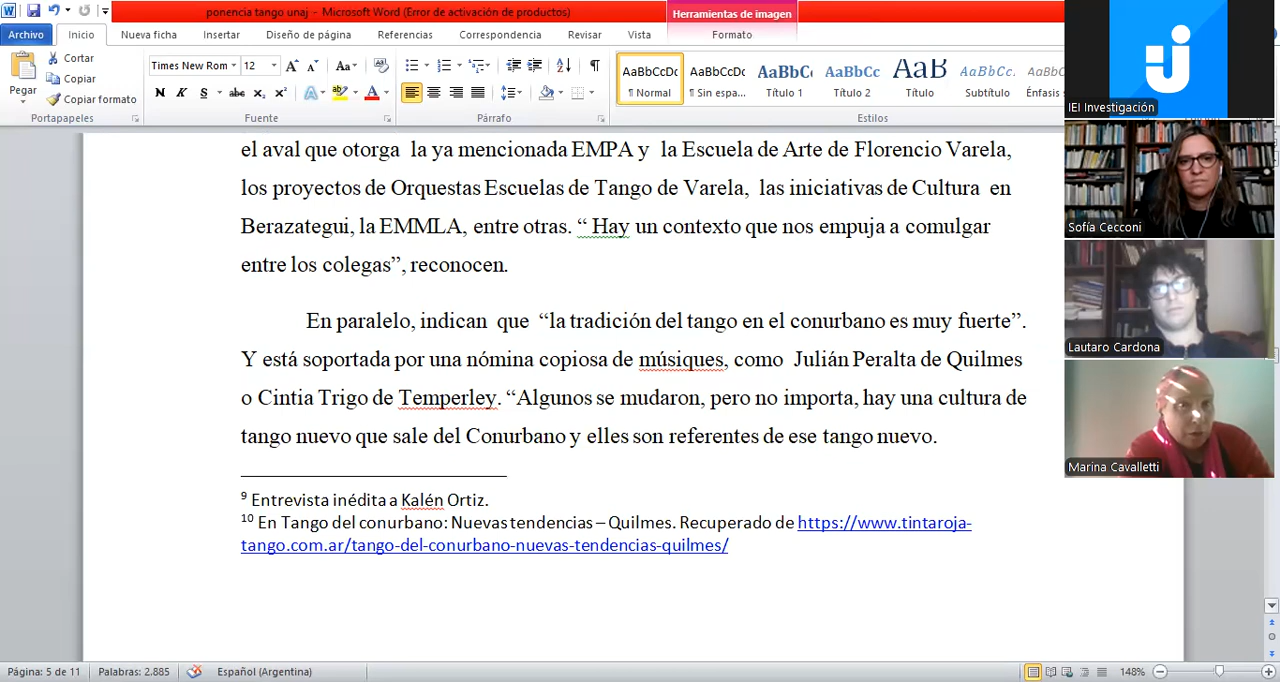 ponencia tango unaj - Microsoft Word (Error de activación de productos)
Herramientas de imagen
Archivo
Inicio
Nueva ficha
Insertar
Diseño de página
Referencias
Correspondencia
Revisar
Vista
Formato
Pegar
Cortar
Copiar
Copiar formato
Portapapeles
Times New Rom
12
Fuente
Párrafo
AaBbCcDc
¶ Normal
AaBbCcDc
¶ Sin espa...
AaBbC
Título 1
AaBbCc
Título 2
AaB
Título
AaBbCc.
Subtítulo
AaBbC
Énfasis
Estilos
IEI Investigación
Sofía Cecconi
Lautaro Cardona
Marina Cavalletti
el aval que otorga la ya mencionada EMPA y la Escuela de Arte de Florencio Varela,
los proyectos de Orquestas Escuelas de Tango de Varela, las iniciativas de Cultura en
Berazategui, la EMMLA, entre otras. “ Hay un contexto que nos empuja a comulgar
entre los colegas”, reconocen.
En paralelo, indican que “la tradición del tango en el conurbano es muy fuerte”.
Y está soportada por una nómina copiosa de músiques, como Julián Peralta de Quilmes
o Cintia Trigo de Temperley. “Algunos se mudaron, pero no importa, hay una cultura de
tango nuevo que sale del Conurbano y elles son referentes de ese tango nuevo.
9 Entrevista inédita a Kalén Ortiz.
10 En Tango del conurbano: Nuevas tendencias – Quilmes. Recuperado de https://www.tintaroja-
tango.com.ar/tango-del-conurbano-nuevas-tendencias-quilmes/
Página: 5 de 11
Palabras: 2.885
Español (Argentina)
148%